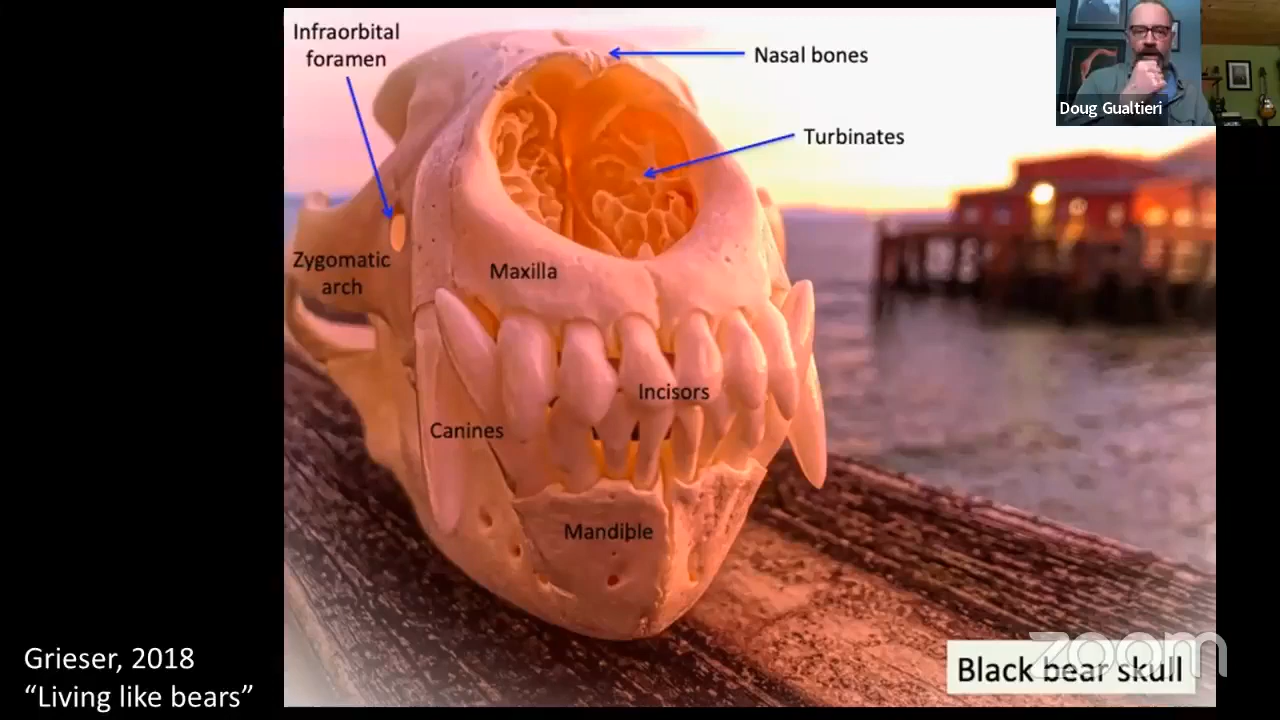 Infraorbital
foramen
Nasal bones
Doug Gualtieri
Turbinates
Zygomatic
arch
Maxilla
Incisors
Canines
Mandible
Grieser, 2018
“Living like bears”
Black bear skull
zoom